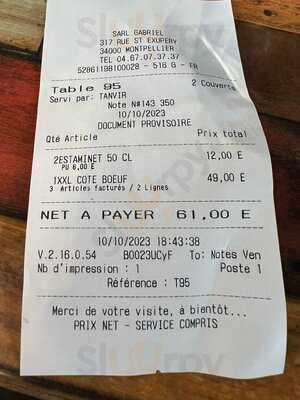 SARL GABRIEL
317 RUE ST EXUPERY
34000 MONTPELLIER
TEL 04.67.07.37.37
52861198100028 - 516 G - FR
Table 95 2 Couverts
Servi par: TANVIR
Note N#143 350
10/10/2023
DOCUMENT PROVISOIRE
Qté Article Prix total
2ESTAMINET 50 CL 12,00 E
PU 6,00 E
1XXL COTE BOEUF 49,00 E
3 Articles facturés / 2 Lignes
NET A PAYER 61,00 E
10/10/2023 18:43:38
V.2.16.0.54 B0023UCyF To: Notes Ven
Nb d'impression : 1 Poste 1
Référence : T95
Merci de votre visite, à bientôt...
PRIX NET - SERVICE COMPRIS